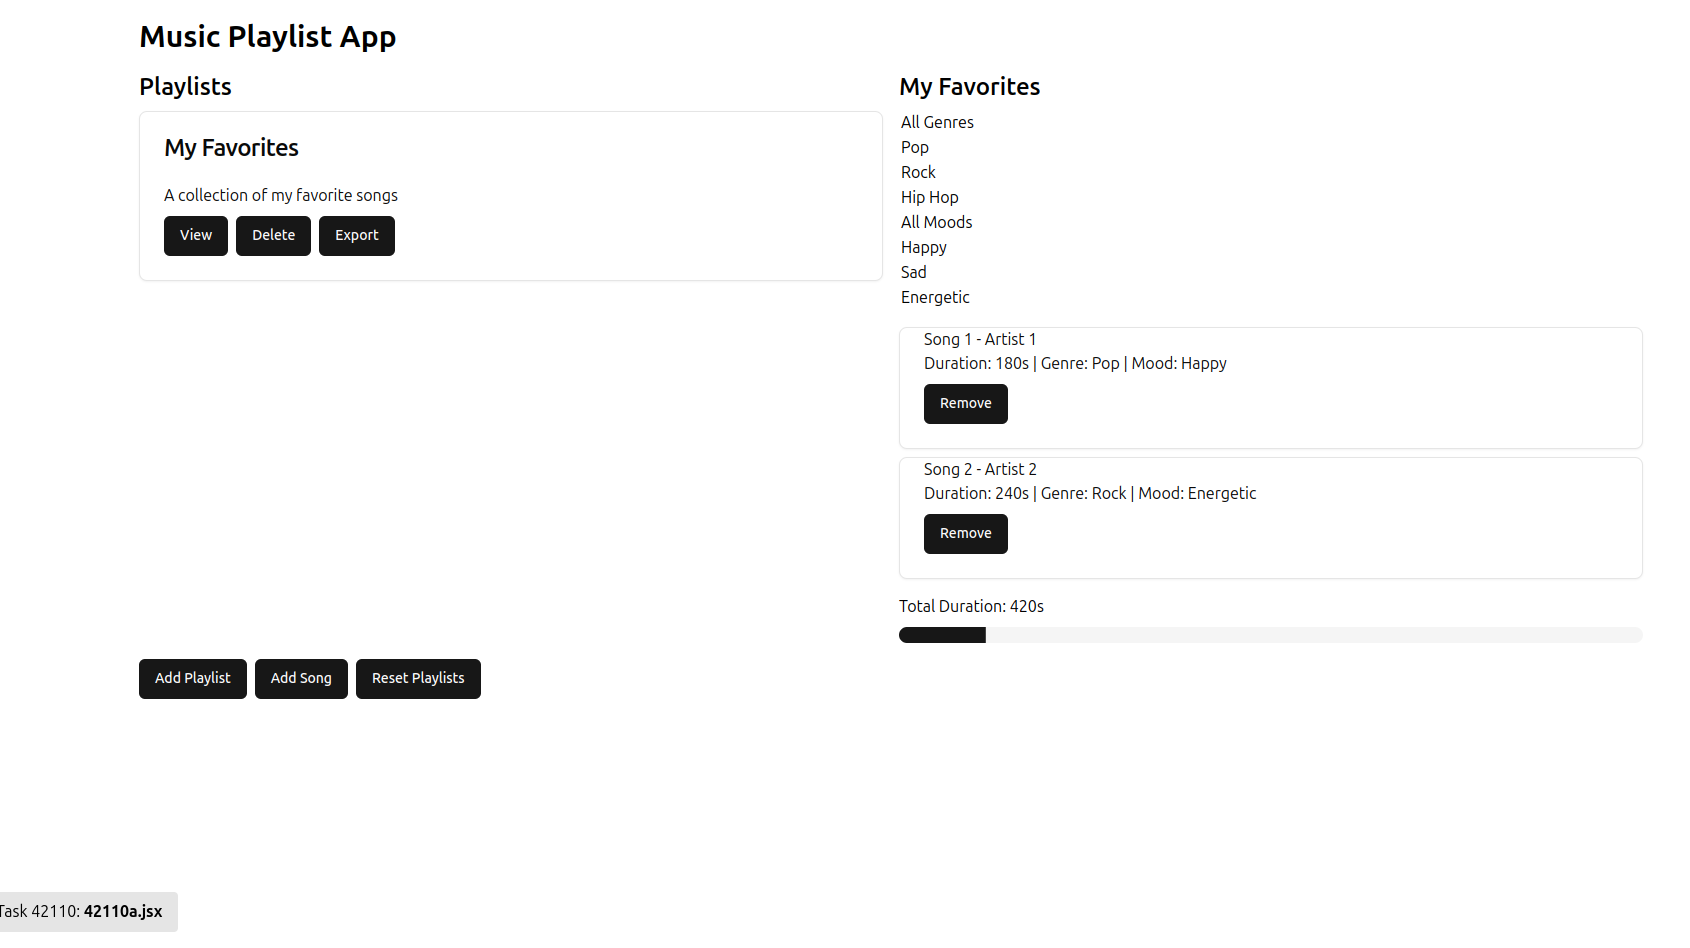 Music Playlist App
Playlists
My Favorites
A collection of my favorite songs
View Delete Export
My Favorites
All Genres
Pop
Rock
Hip Hop
All Moods
Happy
Sad
Energetic
Song 1 - Artist 1
Duration: 180s | Genre: Pop | Mood: Happy
Remove
Song 2 - Artist 2
Duration: 240s | Genre: Rock | Mood: Energetic
Remove
Total Duration: 420s
Add Playlist Add Song Reset Playlists
Task 42110: 42110a.jsx